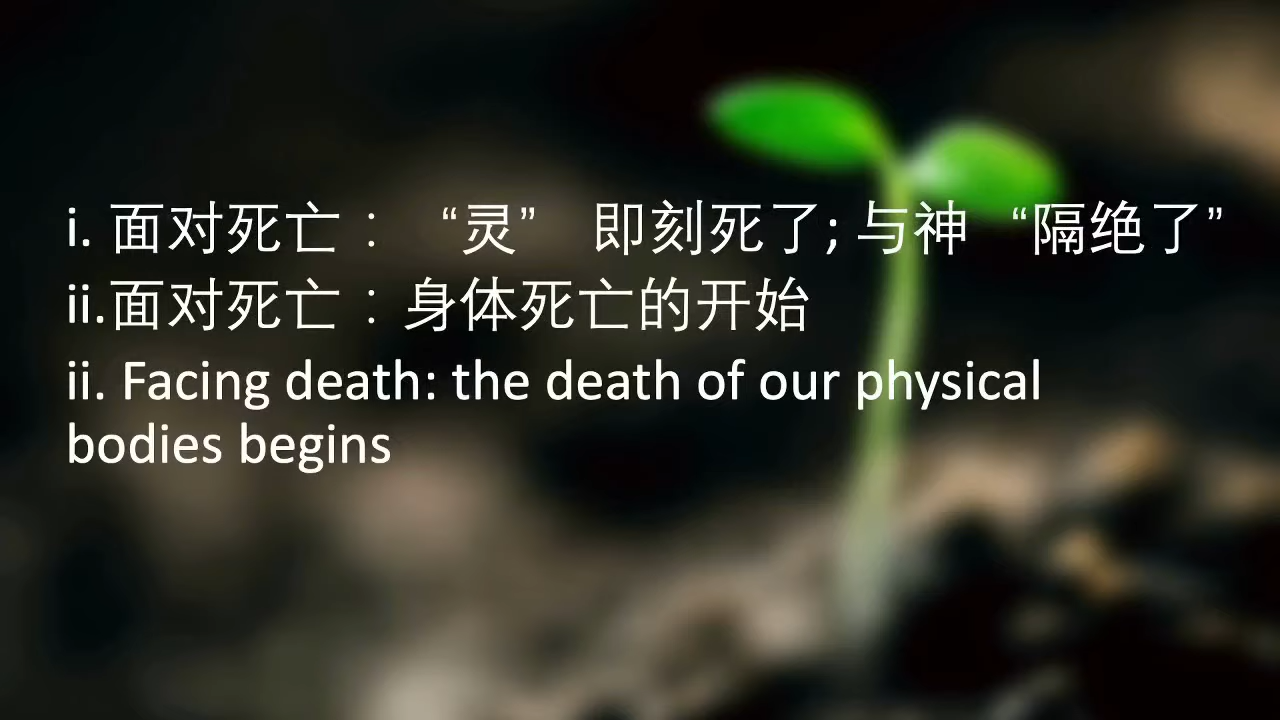 i. 面对死亡： “灵” 即刻死了; 与神 “隔绝了”
ii.面对死亡：身体死亡的开始
ii. Facing death: the death of our physical
bodies begins